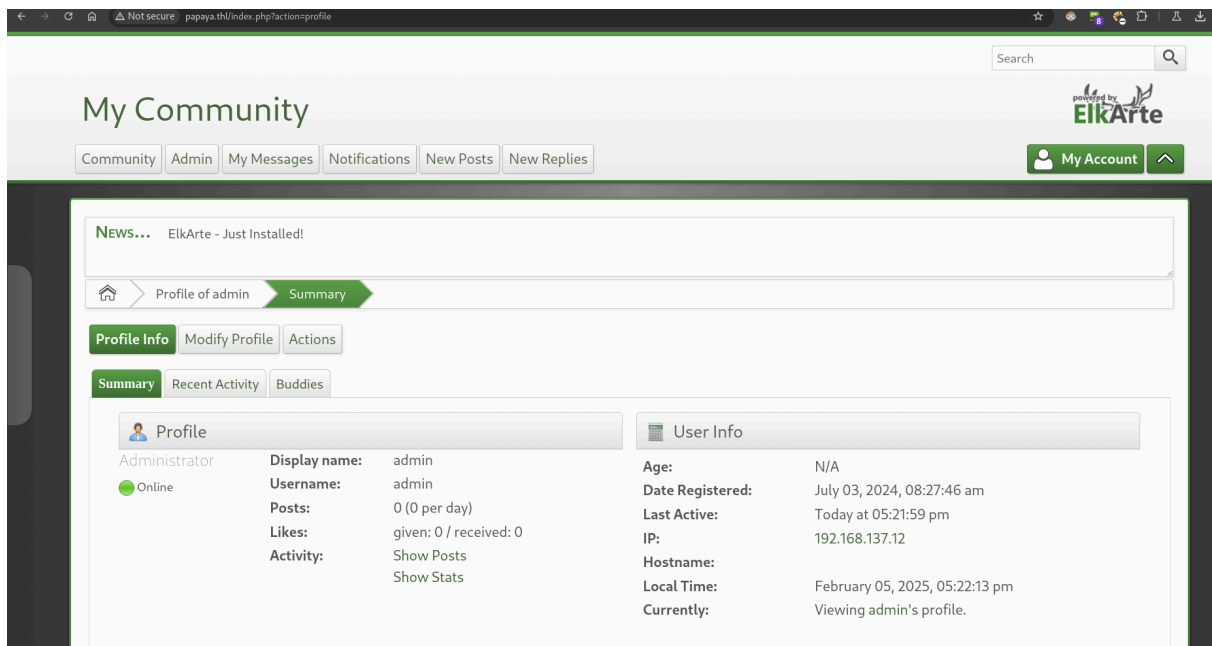 Not secure papaya.thl/index.php?action=profile
8
Search
My Community
powered by
ElkArte
Community Admin My Messages Notifications New Posts New Replies
My Account
News... ElkArte - Just Installed!
Profile of admin Summary
Profile Info Modify Profile Actions
Summary Recent Activity Buddies
Profile
Administrator
Online
Display name: admin
Username: admin
Posts: 0 (0 per day)
Likes: given: 0 / received: 0
Activity: Show Posts
Show Stats
User Info
Age: N/A
Date Registered: July 03, 2024, 08:27:46 am
Last Active: Today at 05:21:59 pm
IP: 192.168.137.12
Hostname:
Local Time: February 05, 2025, 05:22:13 pm
Currently: Viewing admin's profile.